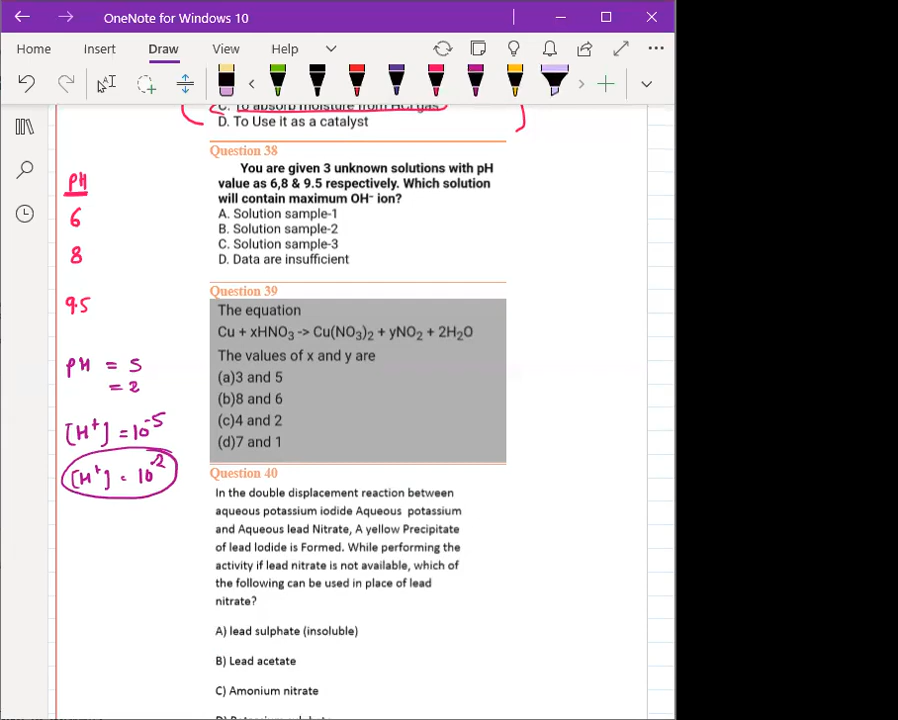 OneNote for Windows 10
Home Insert Draw View Help
C. To absorb moisture from HCl gas
D. To Use it as a catalyst
Question 38
You are given 3 unknown solutions with pH
value as 6,8 & 9.5 respectively. Which solution
will contain maximum OH⁻ ion?
A. Solution sample-1
B. Solution sample-2
C. Solution sample-3
D. Data are insufficient
PH
6
8
9.5
PH = 5
= 2
[H⁺] = 10⁻⁵
[H⁺] = 10⁻²
Question 39
The equation
Cu + xHNO₃ -> Cu(NO₃)₂ + yNO₂ + 2H₂O
The values of x and y are
(a)3 and 5
(b)8 and 6
(c)4 and 2
(d)7 and 1
Question 40
In the double displacement reaction between
aqueous potassium iodide Aqueous potassium
and Aqueous lead Nitrate, A yellow Precipitate
of lead Iodide is Formed. While performing the
activity if lead nitrate is not available, which of
the following can be used in place of lead
nitrate?
A) lead sulphate (insoluble)
B) Lead acetate
C) Amonium nitrate